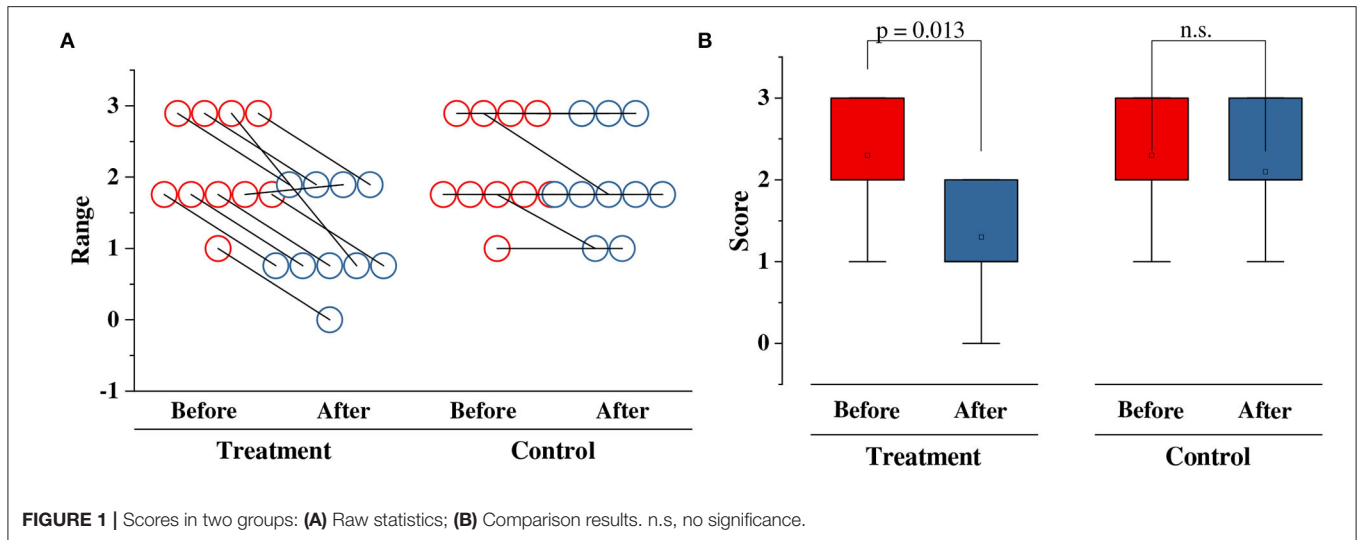 A
Range
3
2
1
0
-1
Before After Before After
Treatment Control
B
p = 0.013 n.s.
Score
3
2
1
0
Before After Before After
Treatment Control
FIGURE 1 | Scores in two groups: (A) Raw statistics; (B) Comparison results. n.s, no significance.